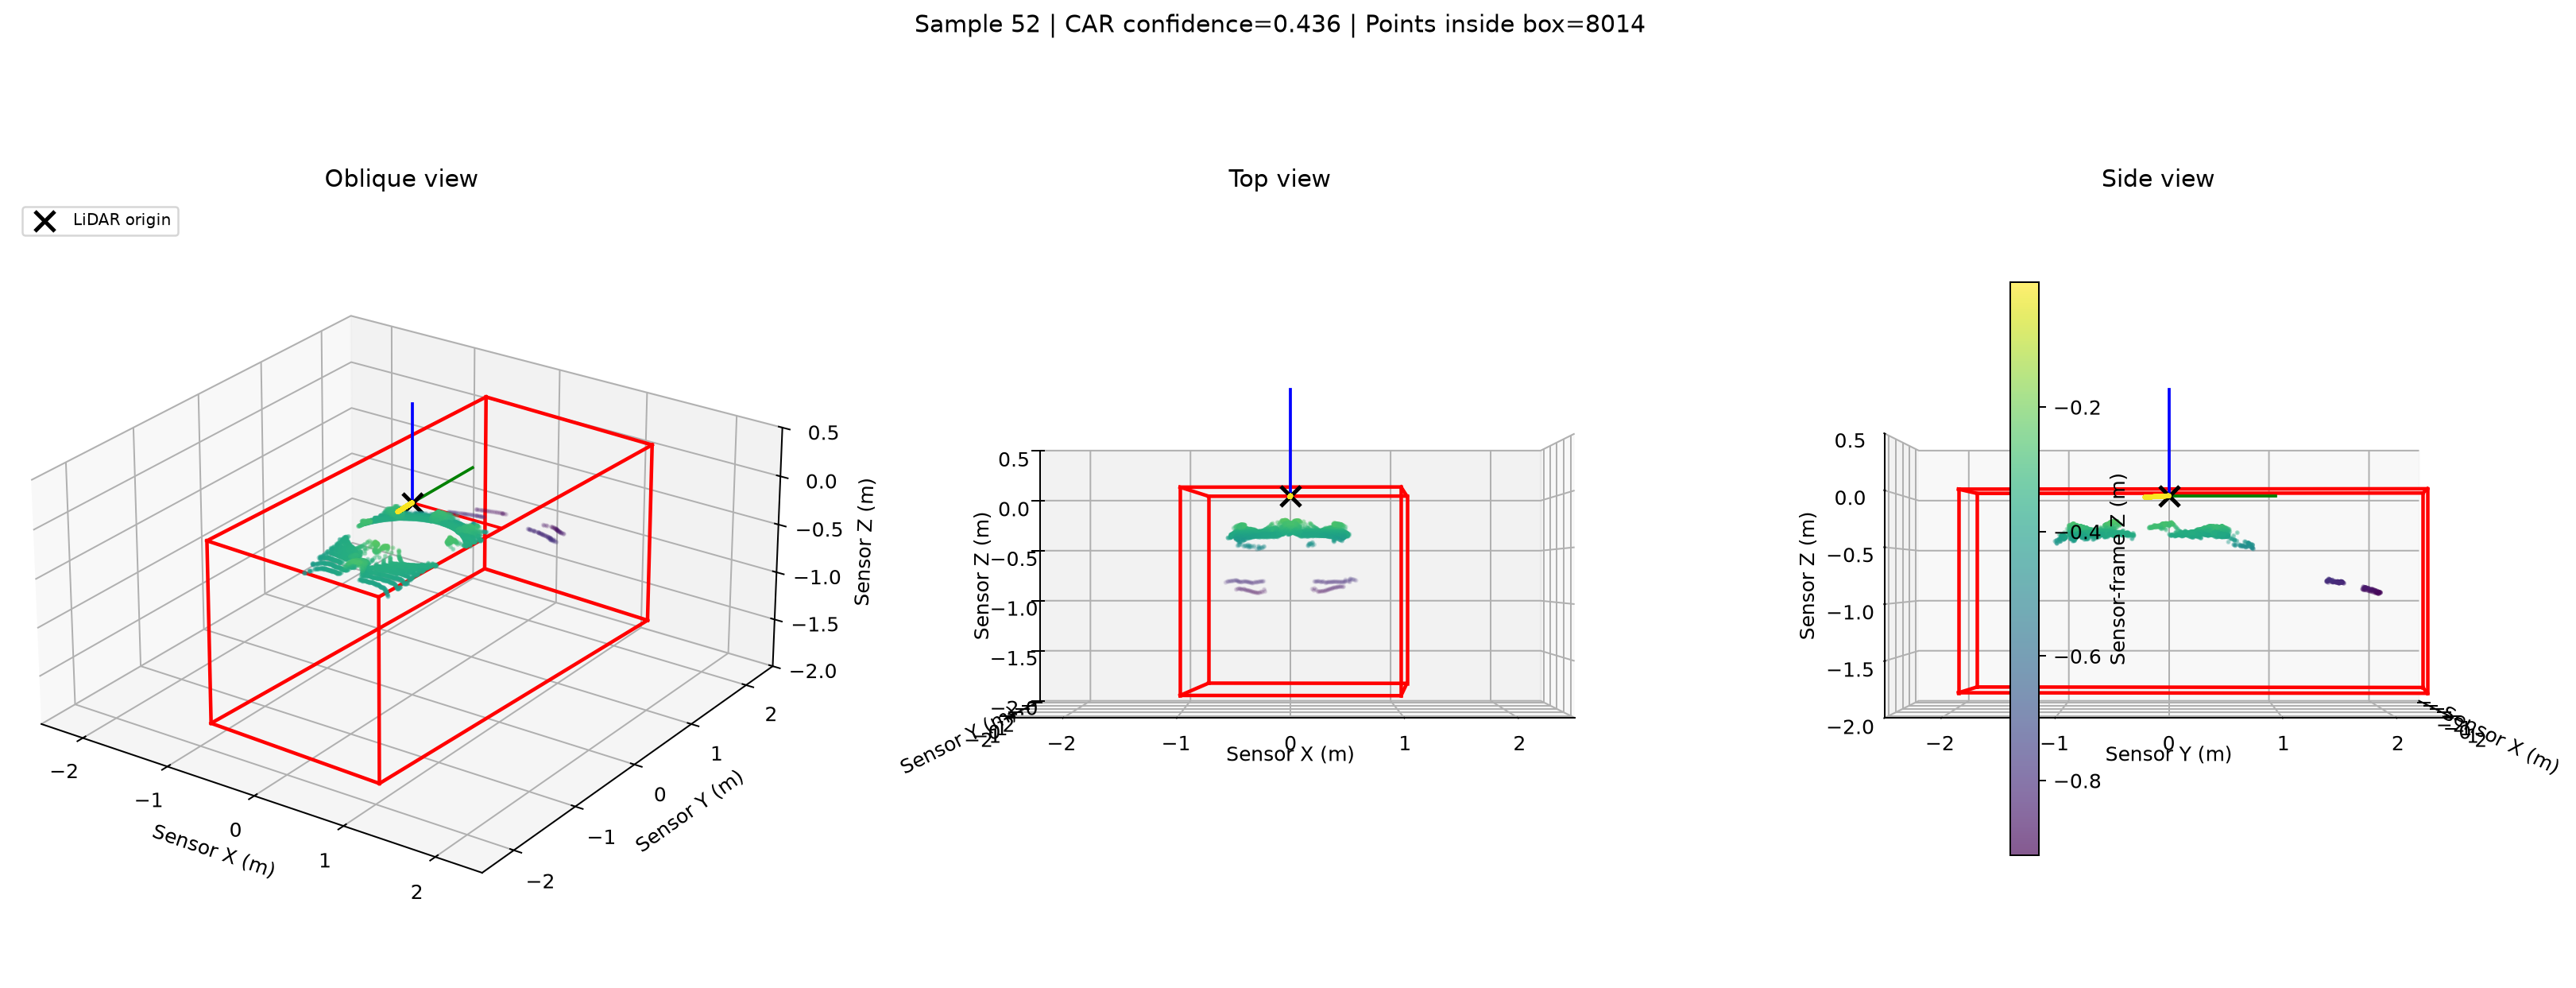 Sample 52 | CAR confidence=0.436 | Points inside box=8014
Oblique view
LiDAR origin
0.5
0.0
−0.5
−1.0
−1.5
−2.0
Sensor Z (m)
−2
−1
0
1
2
Sensor X (m)
−2
−1
0
1
2
Sensor Y (m)
Top view
0.5
0.0
−0.5
−1.0
−1.5
−2.0
Sensor Z (m)
Sensor Y (m)
−2
−1
0
1
2
Sensor X (m)
Side view
0.5
0.0
−0.5
−1.0
−1.5
−2.0
Sensor Z (m)
−2
−1
0
1
2
Sensor Y (m)
Sensor X (m)
−0.2
−0.4
−0.6
−0.8
Sensor-frame Z (m)